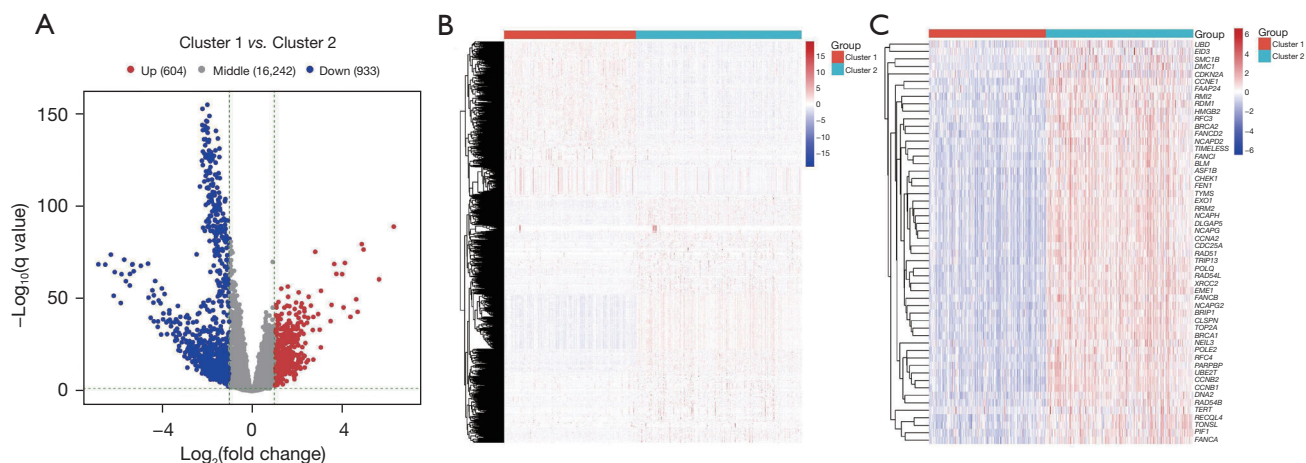 A
Cluster 1 vs. Cluster 2
Up (604) Middle (16,242) Down (933)
150
100
50
0
−4 0 4
−Log10(q value)
Log2(fold change)
B
Group
Cluster 1
Cluster 2
15
10
5
0
−5
−10
−15
C
Group
UBD
EID3
SMC1B
DMC1
CDKN2A
CCNE1
FAAP24
RMI2
RDM1
HMGB2
RFC3
BRCA2
FANCD2
NCAPD2
TIMELESS
FANCI
BLM
ASF1B
CHEK1
FEN1
TYMS
EXO1
RRM2
NCAPH
DLGAP5
NCAPG
CCNA2
CDC25A
RAD51
TRIP13
POLQ
RAD54L
XRCC2
EME1
FANCB
NCAPG2
BRIP1
CLSPN
TOP2A
BRCA1
NEIL3
POLE2
RFC4
PARPBP
UBE2T
CCNB2
CCNB1
DNA2
RAD54B
TERT
RECQL4
TONSL
PIF1
FANCA
6
4
2
0
−2
−4
−6
Group
Cluster 1
Cluster 2